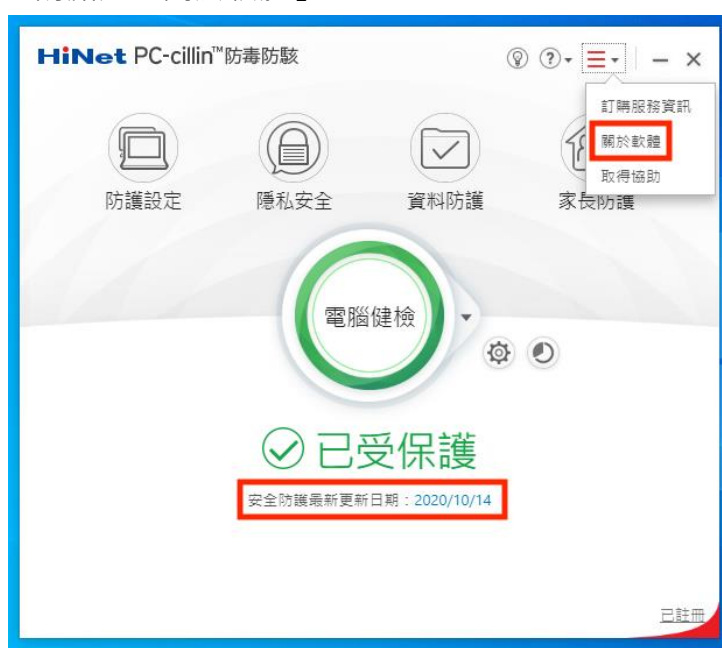 HiNet PC-cillin™防毒防駭
訂購服務資訊
關於軟體
取得協助
防護設定
隱私安全
資料防護
家長防護
電腦健檢
已受保護
安全防護最新更新日期：2020/10/14
已註冊